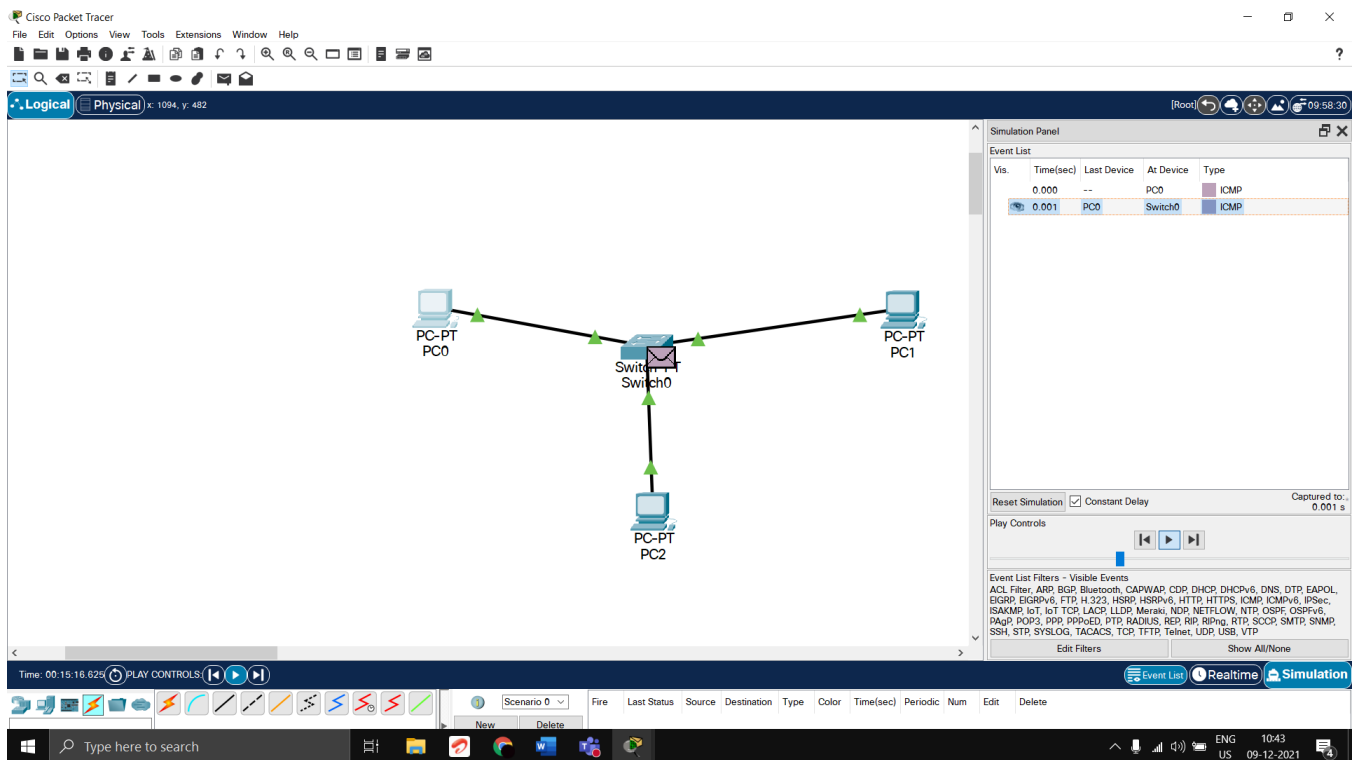 Cisco Packet Tracer
File Edit Options View Tools Extensions Window Help
?
Logical Physical x: 1094, y: 482 [Root] 09:58:30
Simulation Panel
Event List
Vis. Time(sec) Last Device At Device Type
0.000 -- PC0 ICMP
0.001 PC0 Switch0 ICMP
PC-PT
PC0
PC-PT
PC1
Switch0
PC-PT
PC2
Reset Simulation Constant Delay Captured to:
0.001 s
Play Controls
Event List Filters - Visible Events
ACL Filter, ARP, BGP, Bluetooth, CAPWAP, CDP, DHCP, DHCPv6, DNS, DTP, EAPOL,
EIGRP, EIGRPv6, FTP, H.323, HSRP, HSRPv6, HTTP, HTTPS, ICMP, ICMPv6, IPSec,
ISAKMP, IoT, IoT TCP, LACP, LLDP, Meraki, NDP, NETFLOW, NTP, OSPF, OSPFv6,
PAgP, POP3, PPP, PPPoED, PTP, RADIUS, REP, RIP, RIPng, RTP, SCCP, SMTP, SNMP,
SSH, STP, SYSLOG, TACACS, TCP, TFTP, Telnet, UDP, USB, VTP
Edit Filters Show All/None
Time: 00:15:16.625 PLAY CONTROLS: Event List Realtime Simulation
Scenario 0 Fire Last Status Source Destination Type Color Time(sec) Periodic Num Edit Delete
New Delete
Type here to search
ENG 10:43
US 09-12-2021 4